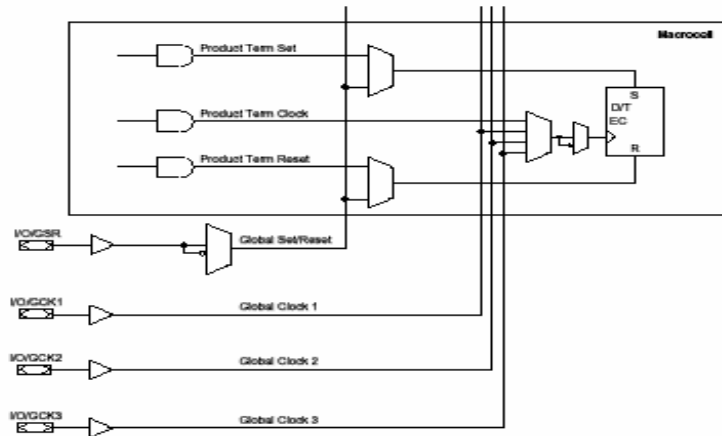 Macrocell
Product Term Set
S
D/T
Product Term Clock
EC
Product Term Reset
R
I/O/GSR
Global Set/Reset
I/O/GCK1
Global Clock 1
I/O/GCK2
Global Clock 2
I/O/GCK3
Global Clock 3